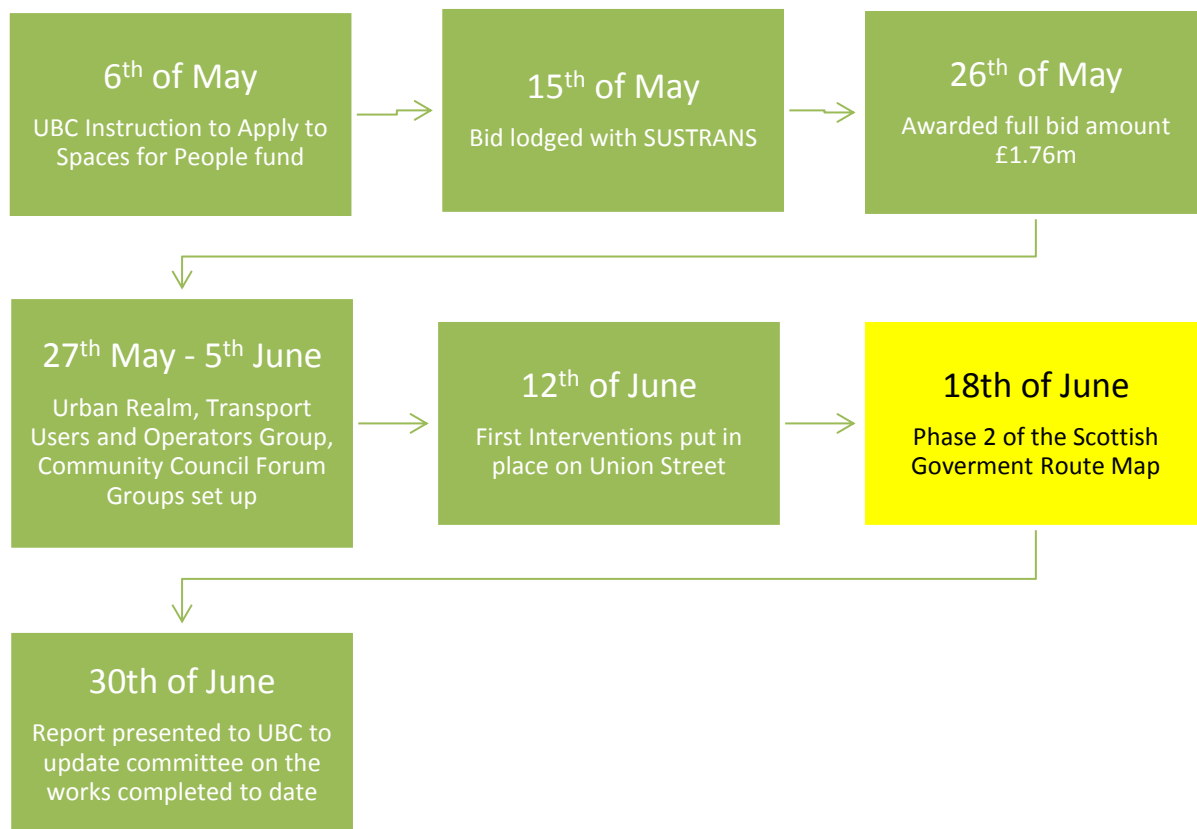 6th of May
UBC Instruction to Apply to
Spaces for People fund
15th of May
Bid lodged with SUSTRANS
26th of May
Awarded full bid amount
£1.76m
27th May - 5th June
Urban Realm, Transport
Users and Operators Group,
Community Council Forum
Groups set up
12th of June
First Interventions put in
place on Union Street
18th of June
Phase 2 of the Scottish
Goverment Route Map
30th of June
Report presented to UBC to
update committee on the
works completed to date